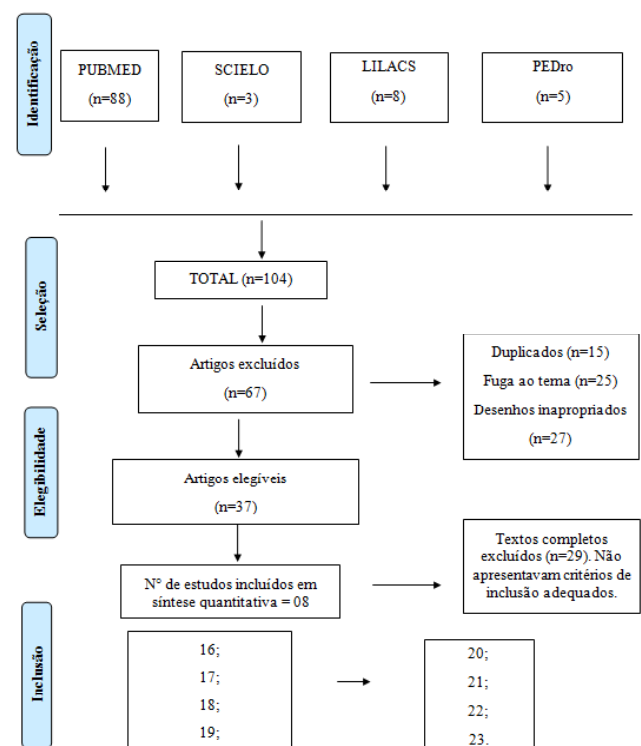 Identificação
PUBMED
(n=88)
SCIELO
(n=3)
LILACS
(n=8)
PEDro
(n=5)
Seleção
TOTAL (n=104)
Artigos excluídos
(n=67)
Duplicados (n=15)
Fuga ao tema (n=25)
Desenhos inapropriados
(n=27)
Elegibilidade
Artigos elegíveis
(n=37)
N° de estudos incluídos em
síntese quantitativa = 08
Textos completos
excluídos (n=29). Não
apresentavam critérios de
inclusão adequados.
Inclusão
16;
17;
18;
19;
20;
21;
22;
23.